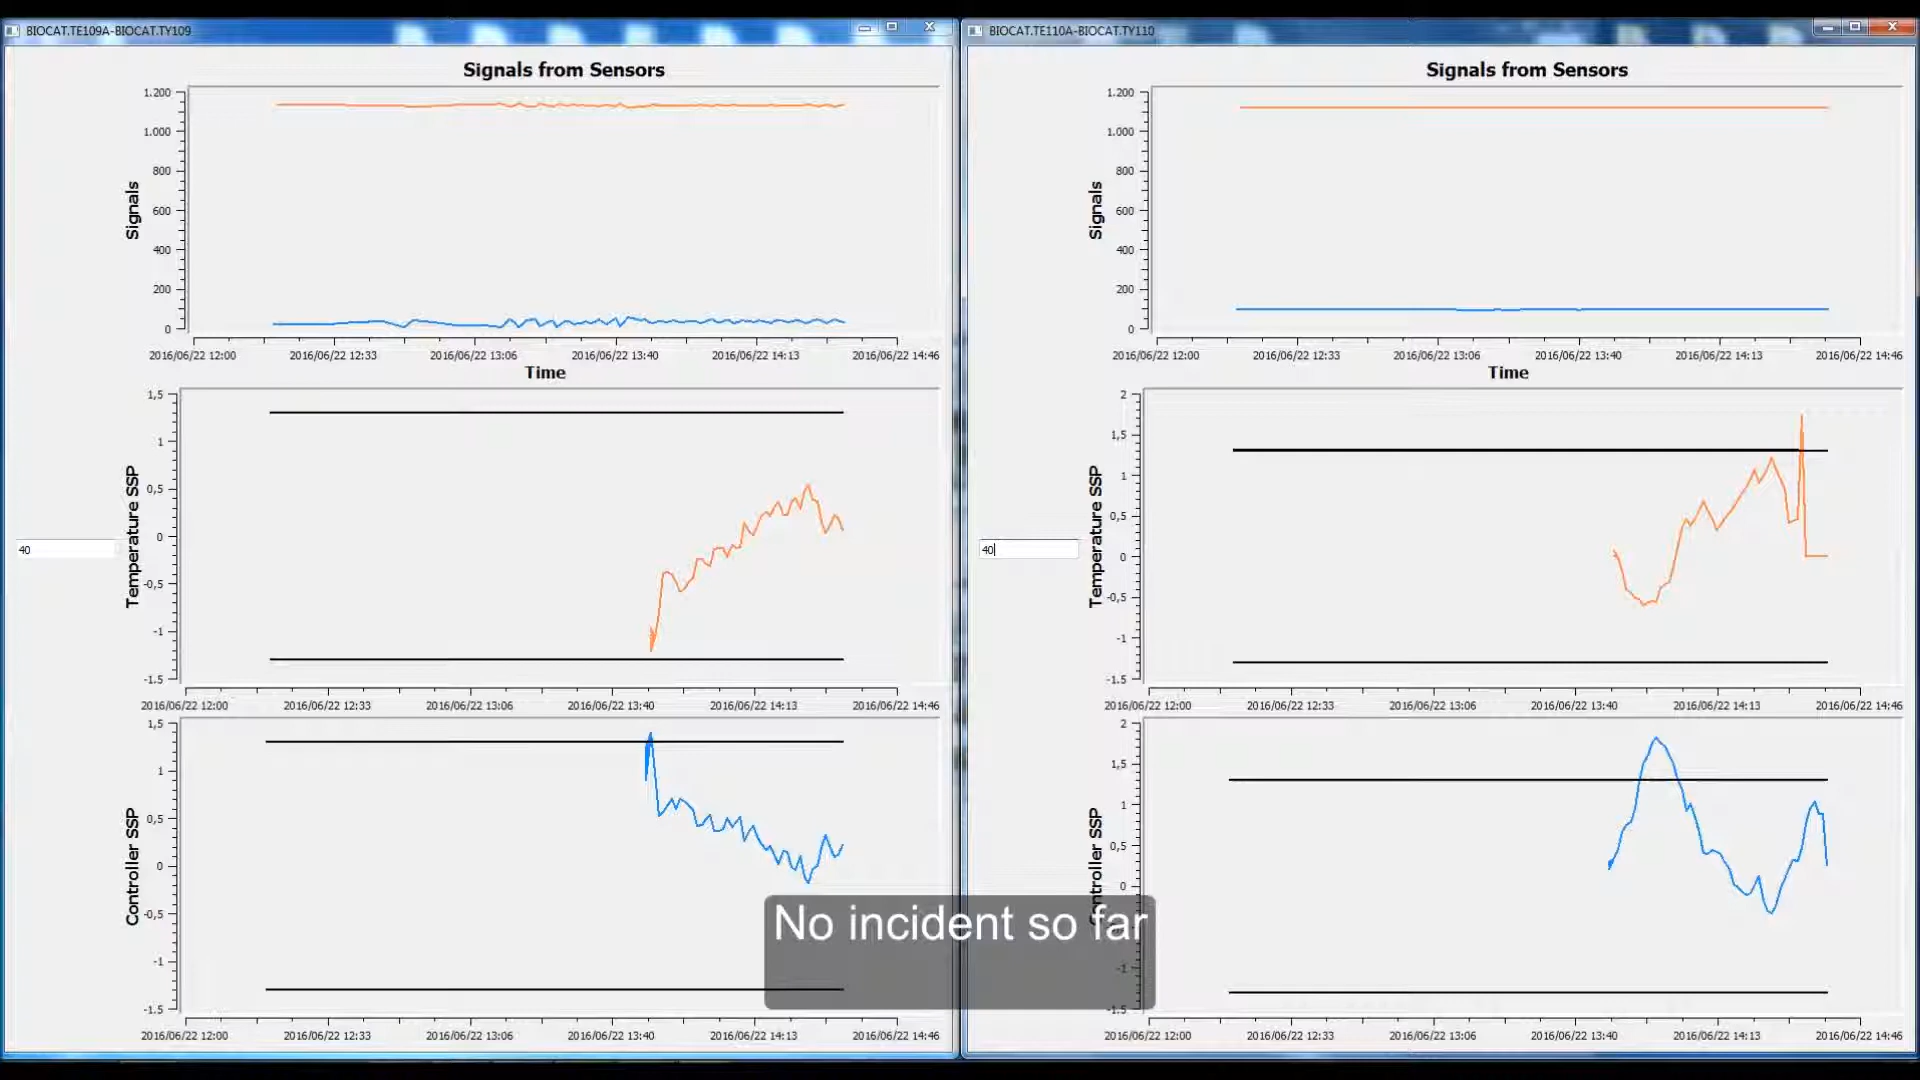 BIOCAT.TE109A-BIOCAT.TY109
Signals from Sensors
Signals
1.200
1.000
800
600
400
200
0
2016/06/22 12:00 2016/06/22 12:33 2016/06/22 13:06 2016/06/22 13:40 2016/06/22 14:13 2016/06/22 14:46
Time
40
Temperature SSP
1,5
1
0,5
0
-0,5
-1
-1.5
2016/06/22 12:00 2016/06/22 12:33 2016/06/22 13:06 2016/06/22 13:40 2016/06/22 14:13 2016/06/22 14:46
Controller SSP
1,5
1
0,5
0
-0,5
-1
-1.5
2016/06/22 12:00 2016/06/22 12:33 2016/06/22 13:06 2016/06/22 13:40 2016/06/22 14:13 2016/06/22 14:46
BIOCAT.TE110A-BIOCAT.TY110
Signals from Sensors
Signals
1.200
1.000
800
600
400
200
0
2016/06/22 12:00 2016/06/22 12:33 2016/06/22 13:06 2016/06/22 13:40 2016/06/22 14:13 2016/06/22 14:46
Time
40
Temperature SSP
2
1,5
1
0,5
0
-0,5
-1
-1.5
2016/06/22 12:00 2016/06/22 12:33 2016/06/22 13:06 2016/06/22 13:40 2016/06/22 14:13 2016/06/22 14:46
Controller SSP
2
1,5
1
0,5
0
-1
-1.5
2016/06/22 12:00 2016/06/22 12:33 2016/06/22 13:06 2016/06/22 13:40 2016/06/22 14:13 2016/06/22 14:46
No incident so far